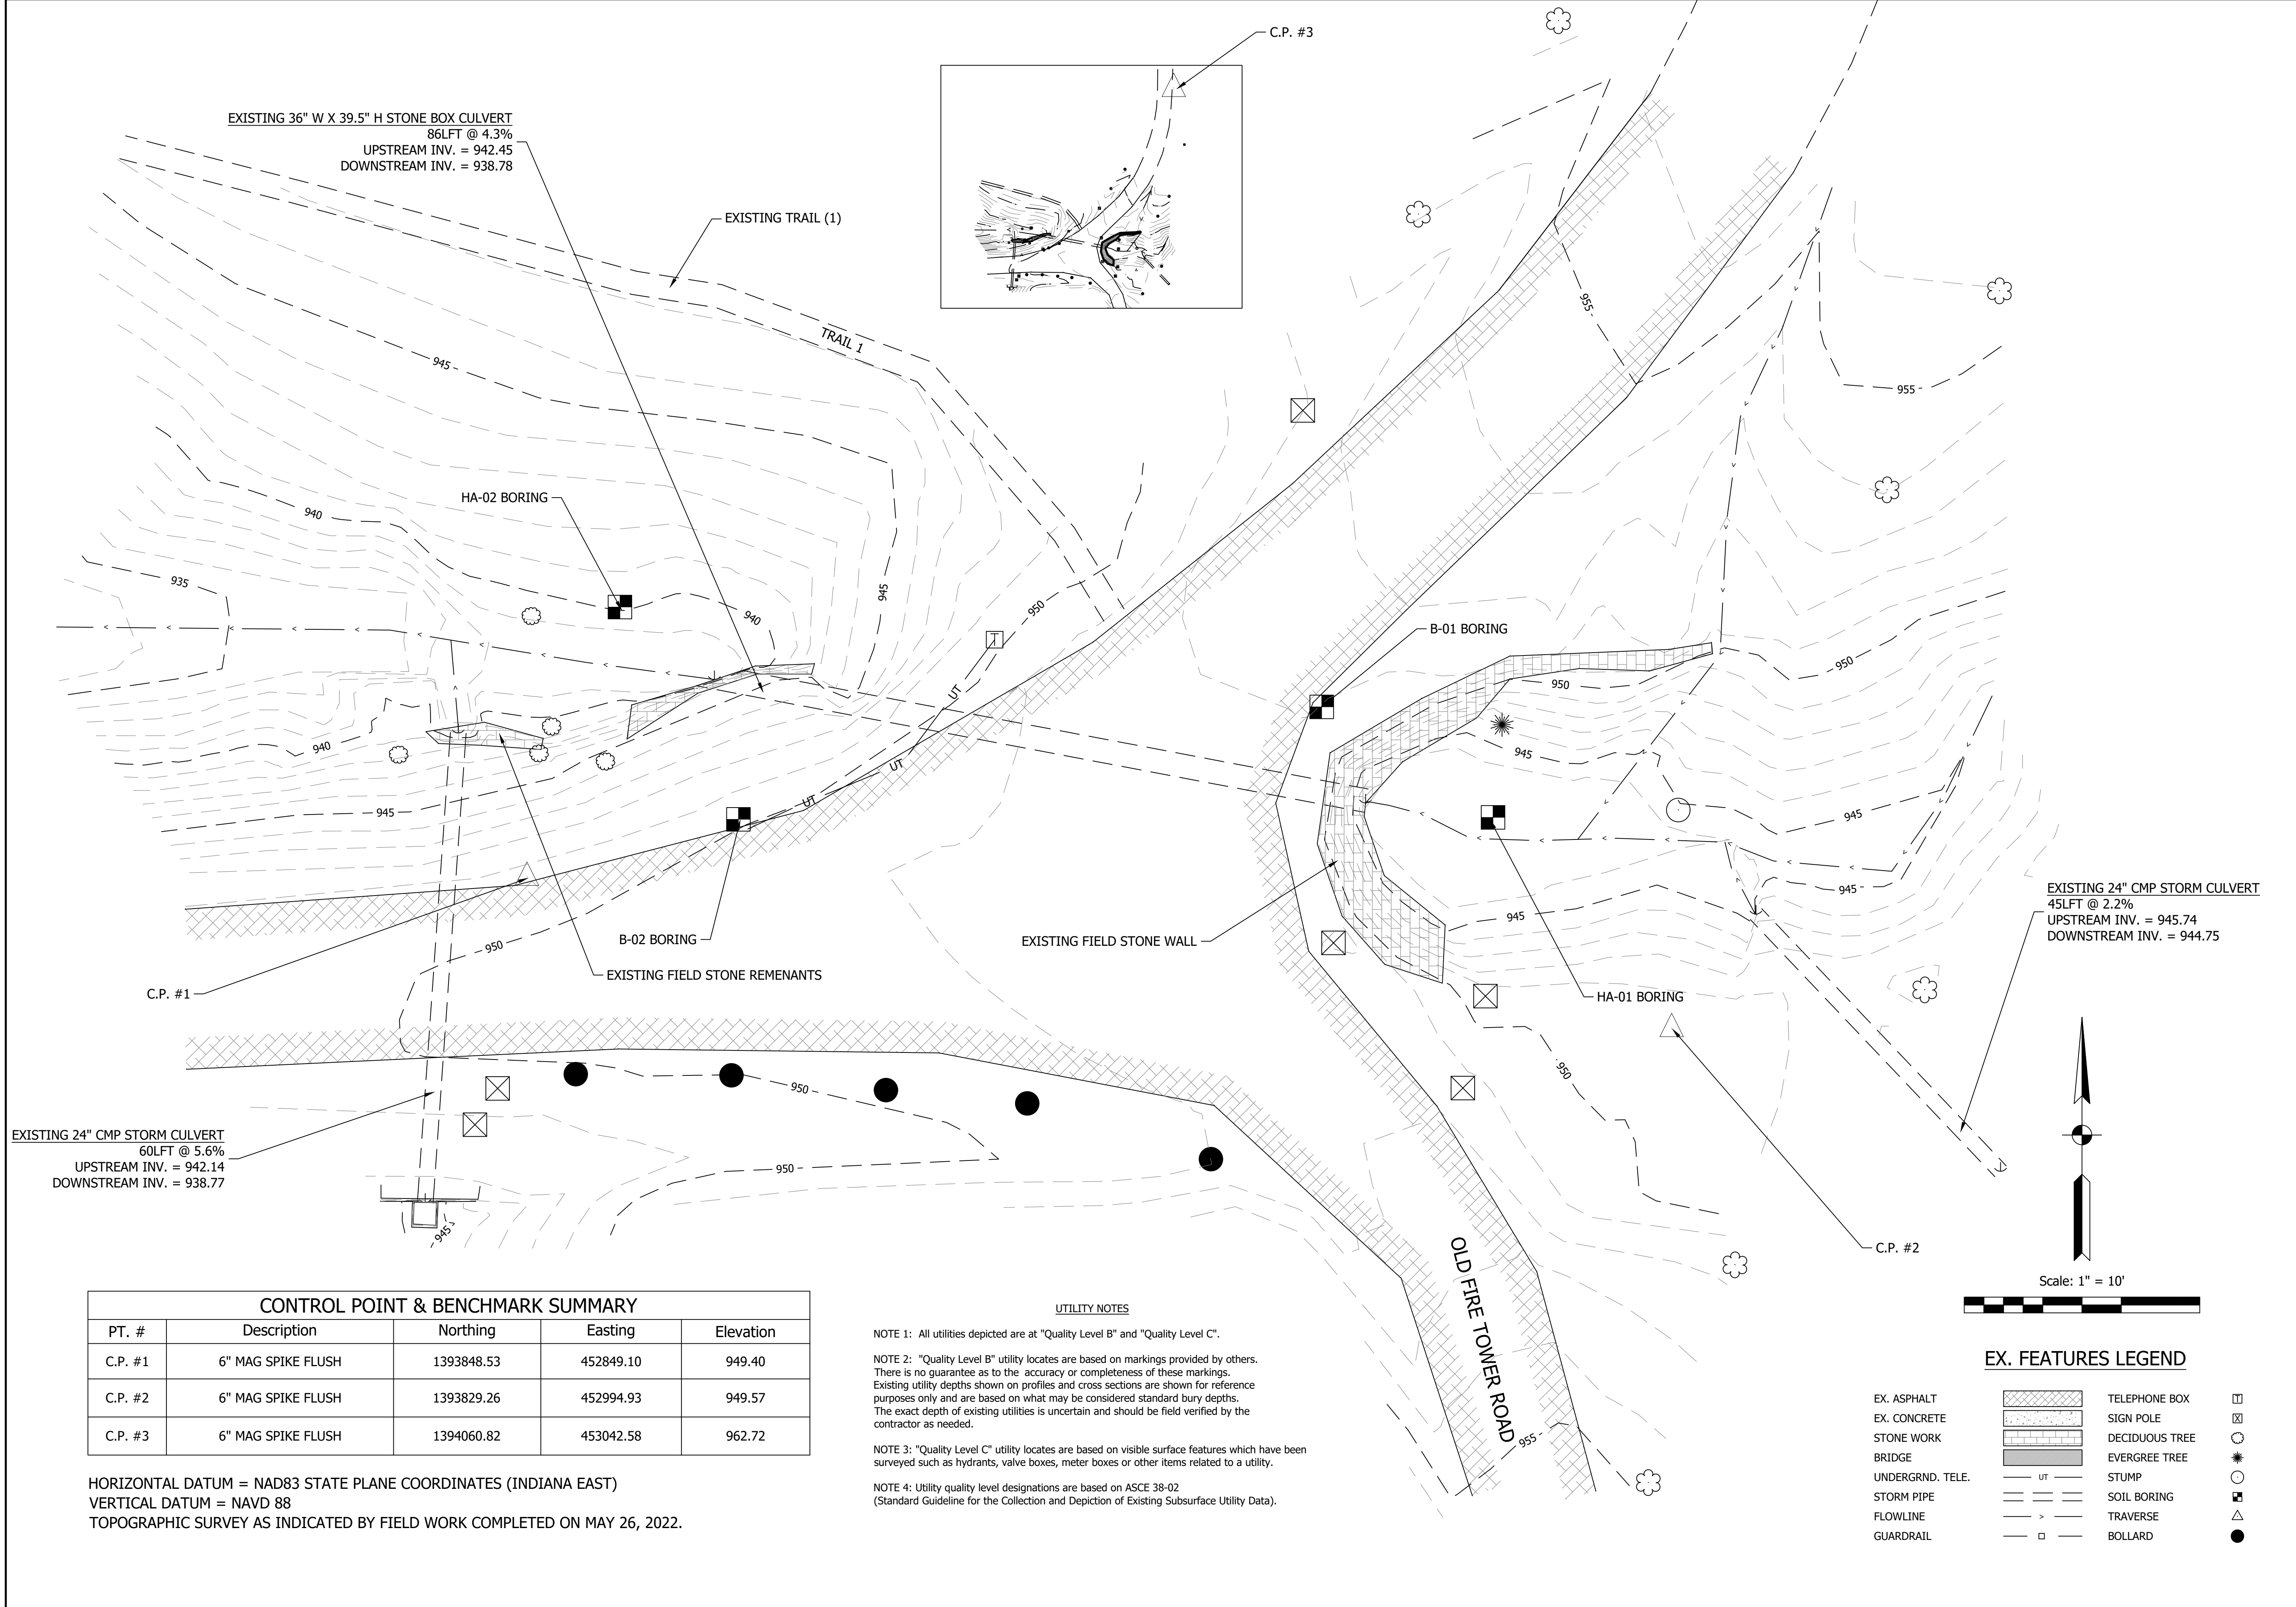 C.P. #3
EXISTING 36" W X 39.5" H STONE BOX CULVERT
86LFT @ 4.3%
UPSTREAM INV. = 942.45
DOWNSTREAM INV. = 938.78
EXISTING TRAIL (1)
TRAIL 1
955
945
955
HA-02 BORING
940
935
945
950
940
B-01 BORING
950
950
945
UT
940
UT
945
UT
945
945
EXISTING 24" CMP STORM CULVERT
45LFT @ 2.2%
UPSTREAM INV. = 945.74
DOWNSTREAM INV. = 944.75
945
950
B-02 BORING
EXISTING FIELD STONE WALL
EXISTING FIELD STONE REMENANTS
C.P. #1
HA-01 BORING
950
950
EXISTING 24" CMP STORM CULVERT
60LFT @ 5.6%
UPSTREAM INV. = 942.14
DOWNSTREAM INV. = 938.77
950
945
C.P. #2
OLD FIRE TOWER ROAD
955
Scale: 1" = 10'
CONTROL POINT & BENCHMARK SUMMARY
PT. # Description Northing Easting Elevation
C.P. #1 6" MAG SPIKE FLUSH 1393848.53 452849.10 949.40
C.P. #2 6" MAG SPIKE FLUSH 1393829.26 452994.93 949.57
C.P. #3 6" MAG SPIKE FLUSH 1394060.82 453042.58 962.72
HORIZONTAL DATUM = NAD83 STATE PLANE COORDINATES (INDIANA EAST)
VERTICAL DATUM = NAVD 88
TOPOGRAPHIC SURVEY AS INDICATED BY FIELD WORK COMPLETED ON MAY 26, 2022.
UTILITY NOTES
NOTE 1: All utilities depicted are at "Quality Level B" and "Quality Level C".
NOTE 2: "Quality Level B" utility locates are based on markings provided by others.
There is no guarantee as to the accuracy or completeness of these markings.
Existing utility depths shown on profiles and cross sections are shown for reference
purposes only and are based on what may be considered standard bury depths.
The exact depth of existing utilities is uncertain and should be field verified by the
contractor as needed.
NOTE 3: "Quality Level C" utility locates are based on visible surface features which have been
surveyed such as hydrants, valve boxes, meter boxes or other items related to a utility.
NOTE 4: Utility quality level designations are based on ASCE 38-02
(Standard Guideline for the Collection and Depiction of Existing Subsurface Utility Data).
EX. FEATURES LEGEND
EX. ASPHALT
EX. CONCRETE
STONE WORK
BRIDGE
UNDERGRND. TELE. UT
STORM PIPE
FLOWLINE
GUARDRAIL
TELEPHONE BOX T
SIGN POLE
DECIDUOUS TREE
EVERGREE TREE
STUMP
SOIL BORING
TRAVERSE
BOLLARD